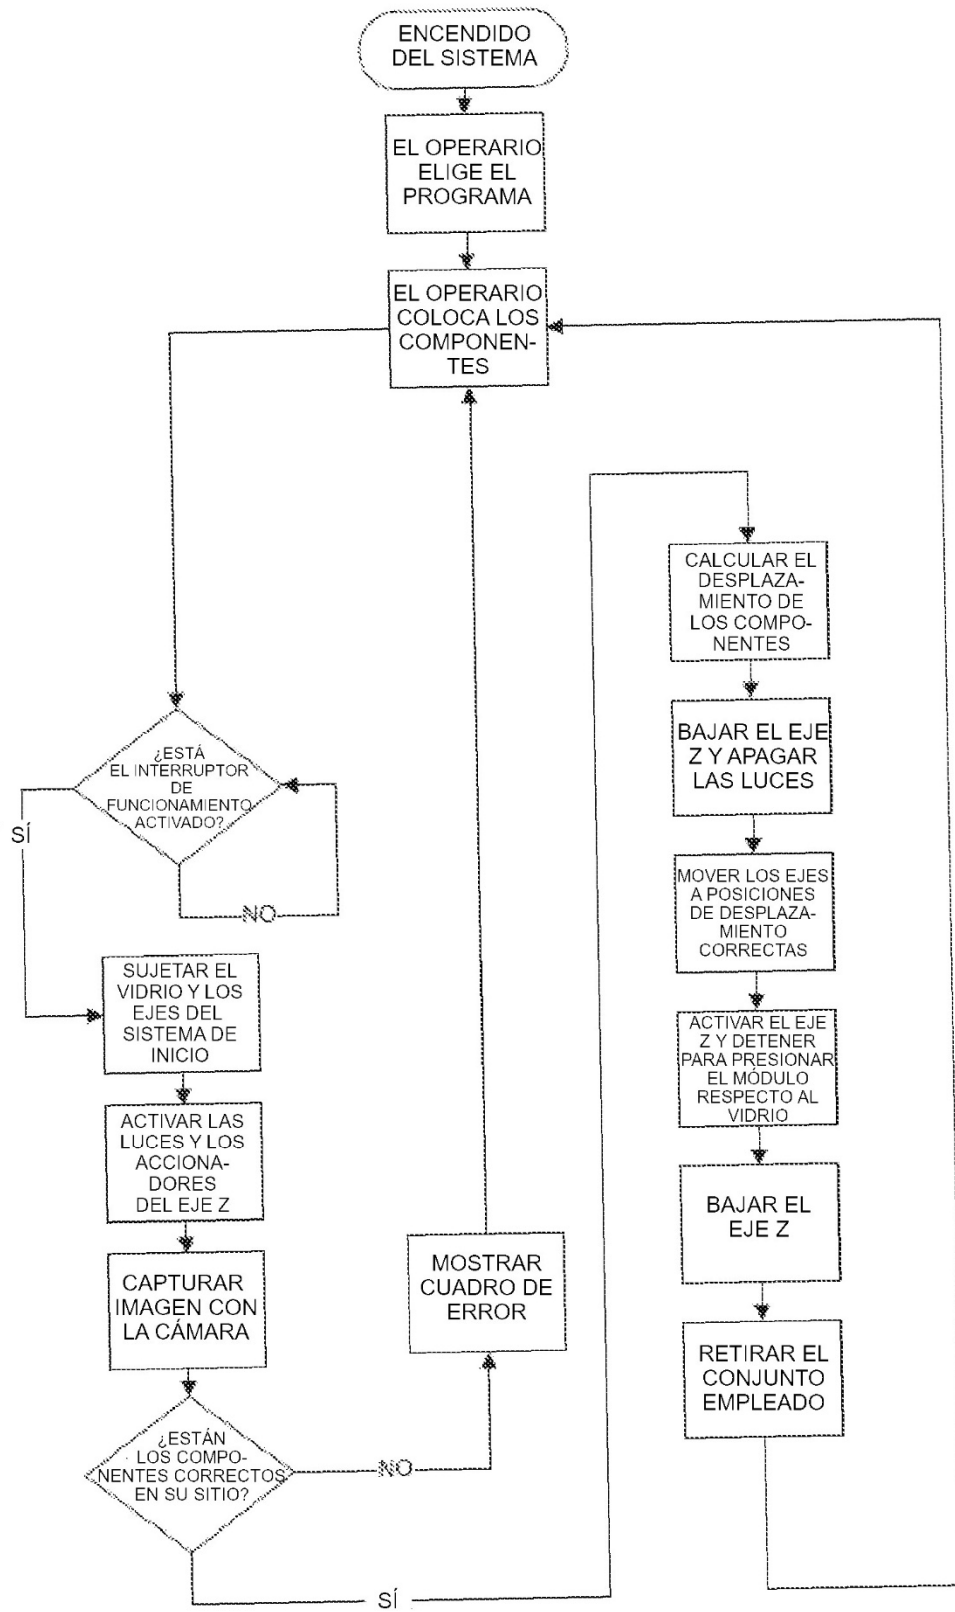 ENCENDIDO
DEL SISTEMA
EL OPERARIO
ELIGE EL
PROGRAMA
EL OPERARIO
COLOCA LOS
COMPONEN-
TES
¿ESTÁ
EL INTERRUPTOR
DE
FUNCIONAMIENTO
ACTIVADO?
SÍ
NO
SUJETAR EL
VIDRIO Y LOS
EJES DEL
SISTEMA DE
INICIO
ACTIVAR LAS
LUCES Y LOS
ACCIONA-
DORES
DEL EJE Z
CAPTURAR
IMAGEN CON
LA CÁMARA
¿ESTÁN
LOS COMPO-
NENTES CORRECTOS
EN SU SITIO?
NO
SÍ
MOSTRAR
CUADRO DE
ERROR
CALCULAR EL
DESPLAZA-
MIENTO DE
LOS COMPO-
NENTES
BAJAR EL EJE
Z Y APAGAR
LAS LUCES
MOVER LOS EJES
A POSICIONES
DE DESPLAZA-
MIENTO
CORRECTAS
ACTIVAR EL EJE
Z Y DETENER
PARA PRESIONAR
EL MÓDULO
RESPECTO AL
VIDRIO
BAJAR EL
EJE Z
RETIRAR EL
CONJUNTO
EMPLEADO